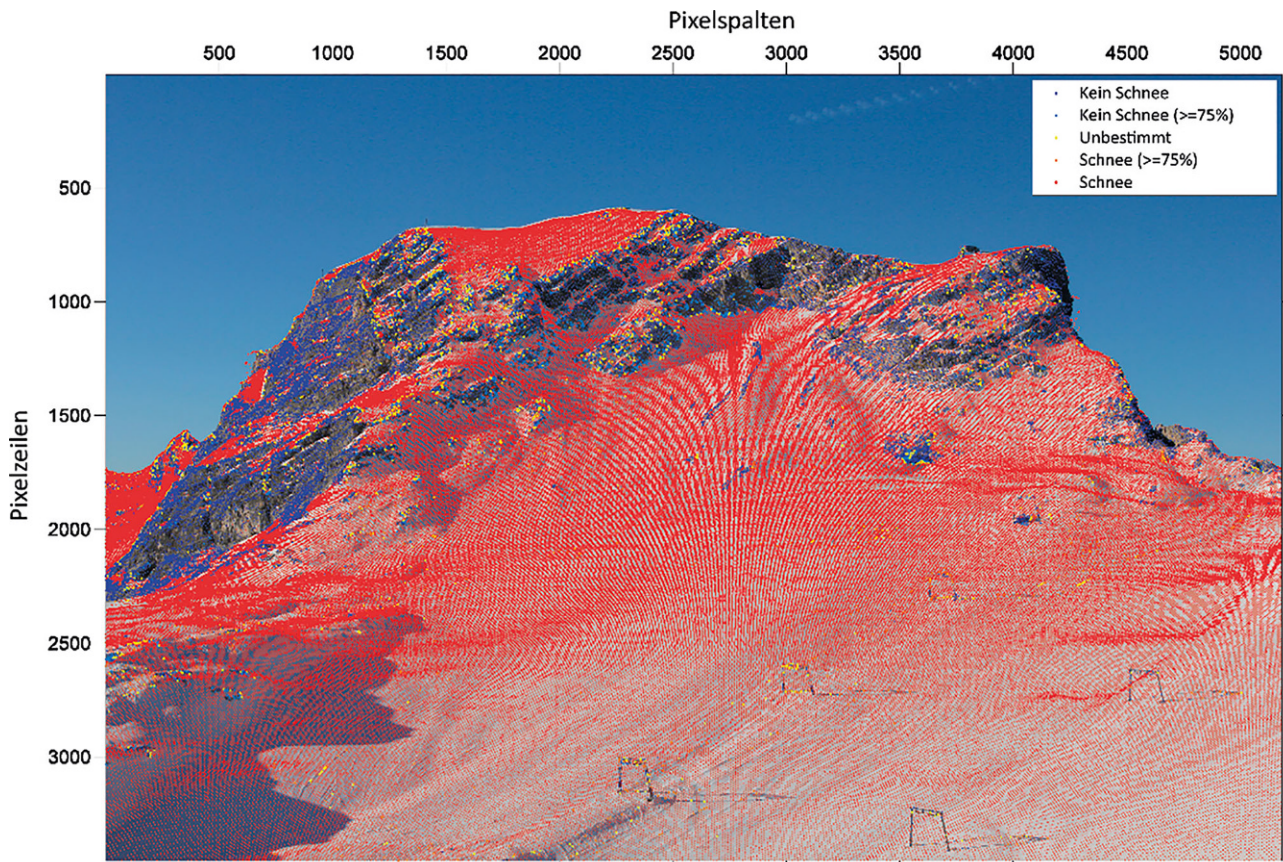 Pixelspalten
500 1000 1500 2000 2500 3000 3500 4000 4500 5000
Kein Schnee
Kein Schnee (>=75%)
Unbestimmt
Schnee (>=75%)
Schnee
Pixelzeilen
500
1000
1500
2000
2500
3000